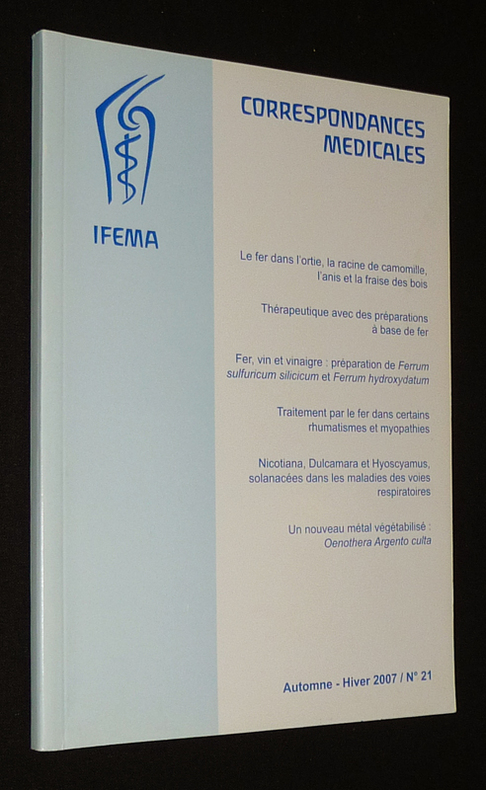 IFEMA
CORRESPONDANCES
MEDICALES
Le fer dans l'ortie, la racine de camomille,
l'anis et la fraise des bois
Thérapeutique avec des préparations
à base de fer
Fer, vin et vinaigre : préparation de Ferrum
sulfuricum silicicum et Ferrum hydroxydatum
Traitement par le fer dans certains
rhumatismes et myopathies
Nicotiana, Dulcamara et Hyoscyamus,
solanacées dans les maladies des voies
respiratoires
Un nouveau métal végétabilisé :
Oenothera Argento culta
Automne - Hiver 2007 / N° 21